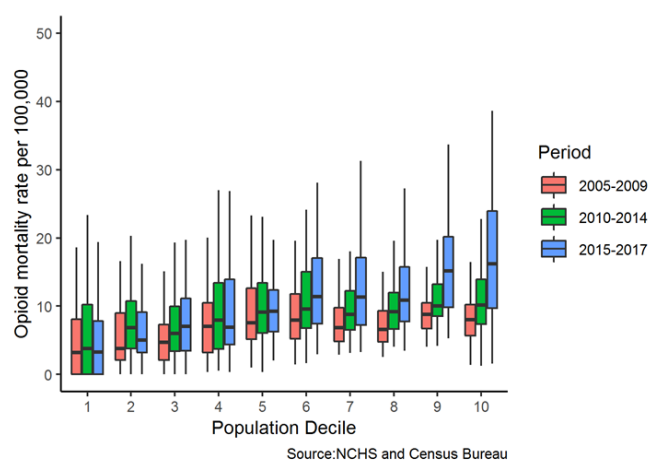 Opioid mortality rate per 100,000
50
40
30
20
10
0
1 2 3 4 5 6 7 8 9 10
Population Decile
Period
2005-2009
2010-2014
2015-2017
Source:NCHS and Census Bureau